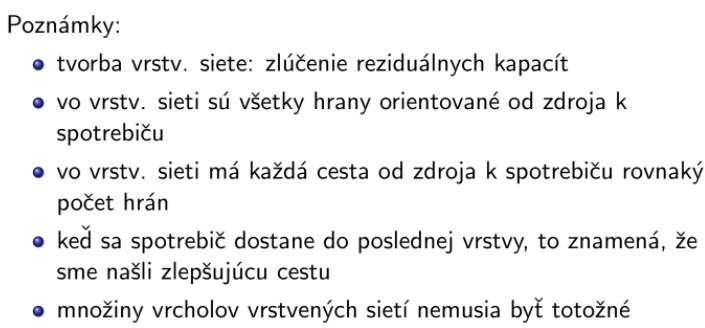 Poznámky:
• tvorba vrstv. siete: zlúčenie reziduálnych kapacít
• vo vrstv. sieti sú všetky hrany orientované od zdroja k
spotrebiču
• vo vrstv. sieti má každá cesta od zdroja k spotrebiču rovnaký
počet hrán
• keď sa spotrebič dostane do poslednej vrstvy, to znamená, že
sme našli zlepšujúcu cestu
• množiny vrcholov vrstvených sietí nemusia byť totožné